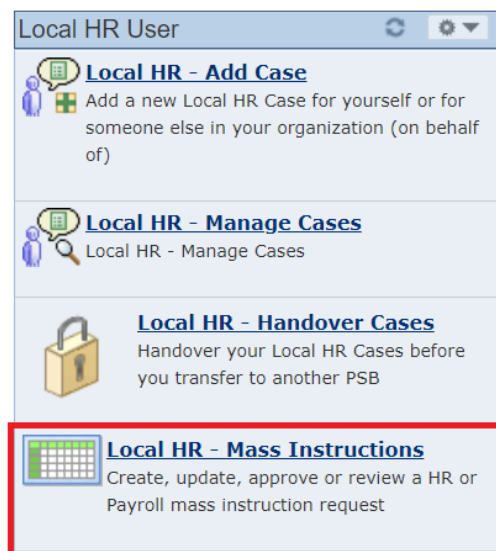 Local HR User
Local HR - Add Case
Add a new Local HR Case for yourself or for
someone else in your organization (on behalf
of)
Local HR - Manage Cases
Local HR - Manage Cases
Local HR - Handover Cases
Handover your Local HR Cases before
you transfer to another PSB
Local HR - Mass Instructions
Create, update, approve or review a HR or
Payroll mass instruction request